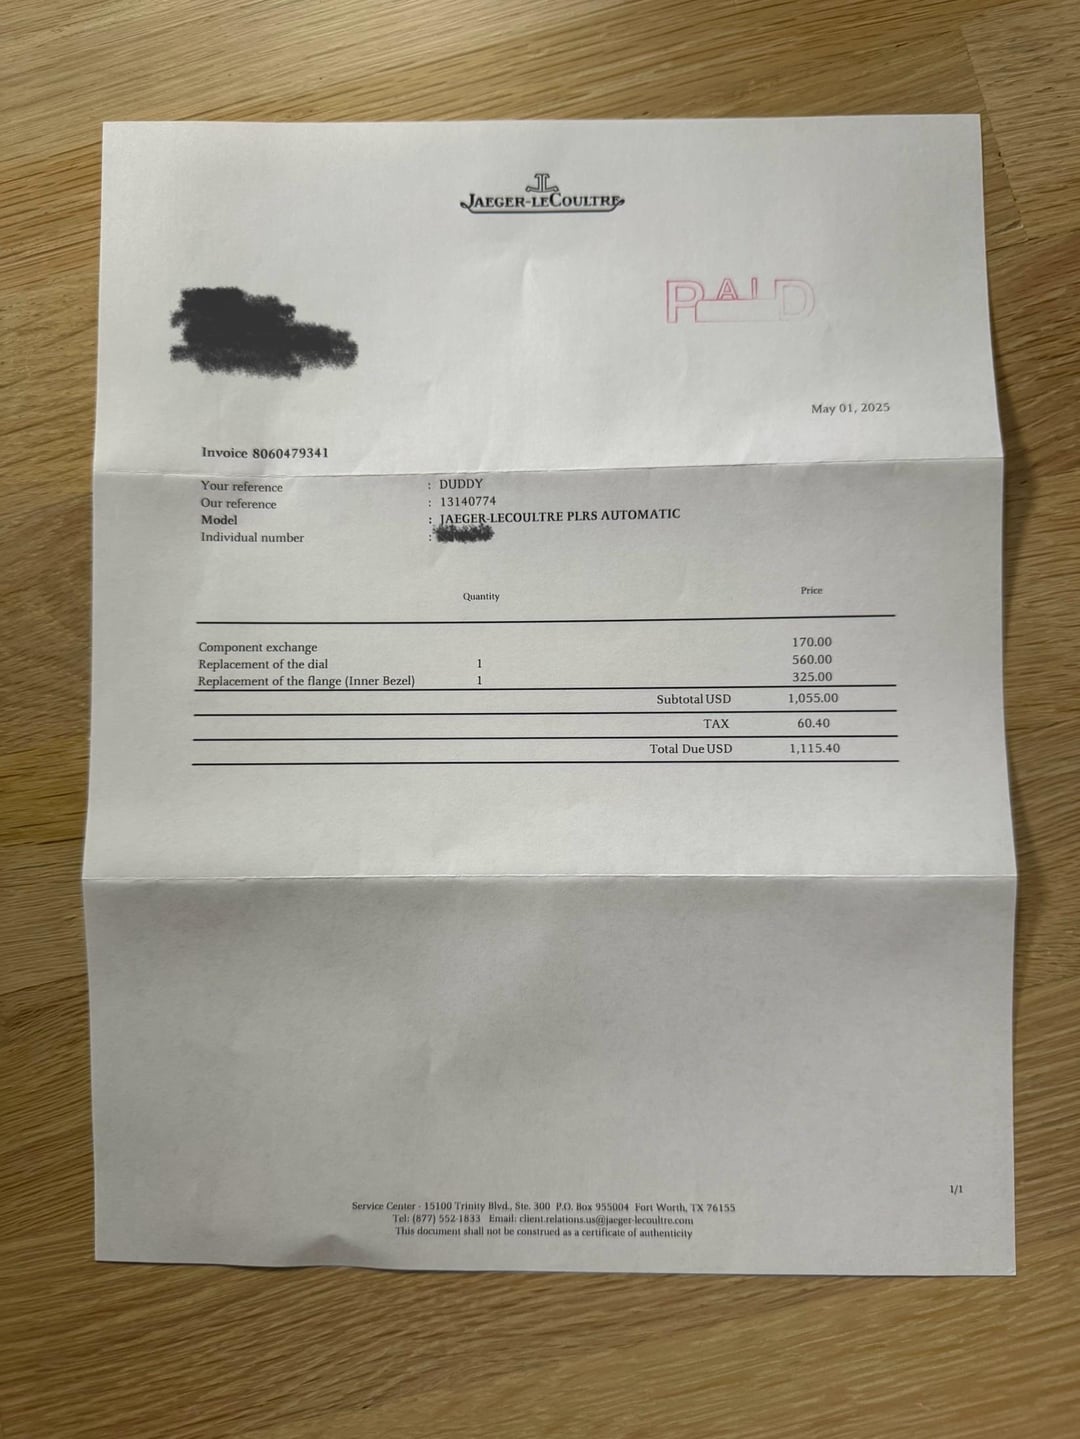 JL
JAEGER-LECOULTRE
PAID
May 01, 2025
Invoice 8060479341
Your reference : DUDDY
Our reference : 13140774
Model : JAEGER-LECOULTRE PLRS AUTOMATIC
Individual number :
Quantity Price
Component exchange 170.00
Replacement of the dial 1 560.00
Replacement of the flange (Inner Bezel) 1 325.00
Subtotal USD 1,055.00
TAX 60.40
Total Due USD 1,115.40
1/1
Service Center - 15100 Trinity Blvd., Ste. 300 P.O. Box 955004 Fort Worth, TX 76155
Tel: (877) 552-1833 Email: client.relations.us@jaeger-lecoultre.com
This document shall not be construed as a certificate of authenticity